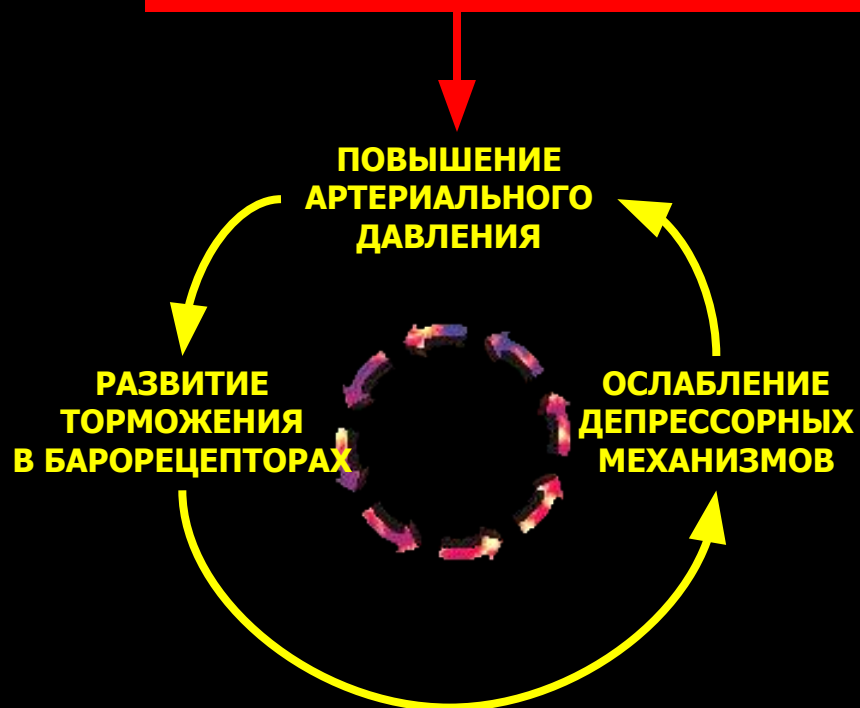 ПОВЫШЕНИЕ
АРТЕРИАЛЬНОГО
ДАВЛЕНИЯ
РАЗВИТИЕ
ТОРМОЖЕНИЯ
В БАРОРЕЦЕПТОРАХ
ОСЛАБЛЕНИЕ
ДЕПРЕССОРНЫХ
МЕХАНИЗМОВ